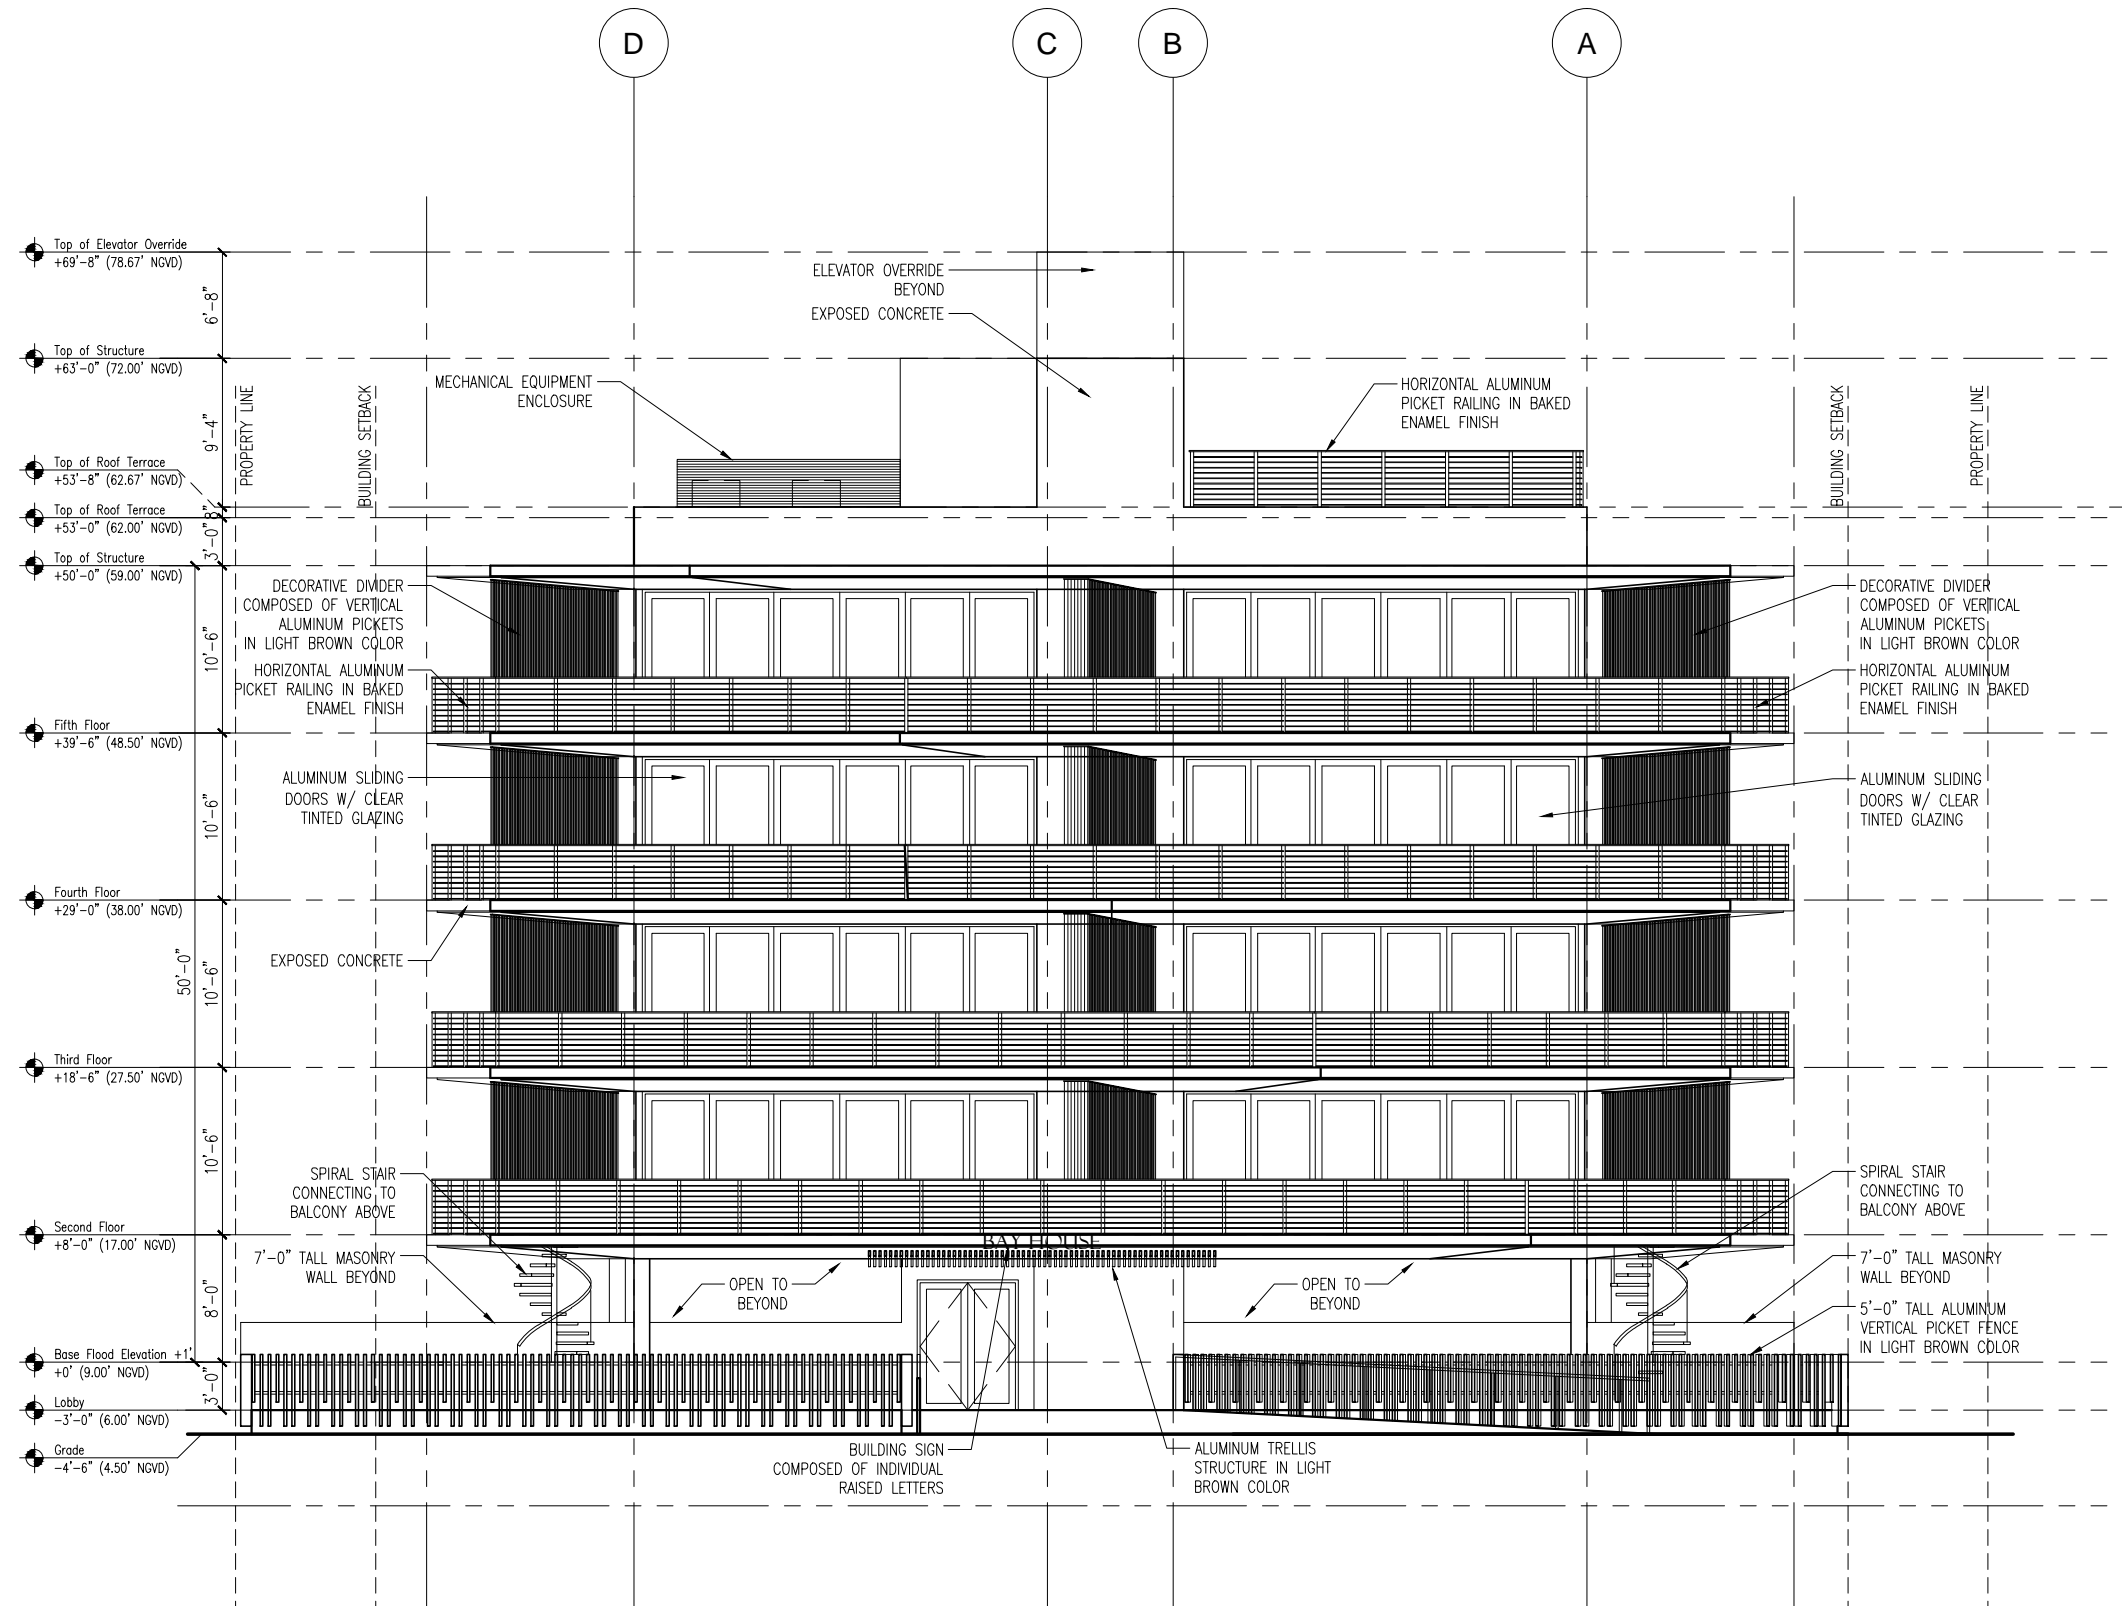 D
C
B
A
Top of Elevator Override
+69'-8" (78.67' NGVD)
6'-8"
Top of Structure
+63'-0" (72.00' NGVD)
9'-4"
Top of Roof Terrace
+53'-8" (62.67' NGVD)
8"
Top of Roof Terrace
+53'-0" (62.00' NGVD)
3'-0"
Top of Structure
+50'-0" (59.00' NGVD)
10'-6"
Fifth Floor
+39'-6" (48.50' NGVD)
10'-6"
Fourth Floor
+29'-0" (38.00' NGVD)
50'-0"
10'-6"
Third Floor
+18'-6" (27.50' NGVD)
10'-6"
Second Floor
+8'-0" (17.00' NGVD)
8'-0"
Base Flood Elevation +1'
+0' (9.00' NGVD)
3'-0"
Lobby
-3'-0" (6.00' NGVD)
Grade
-4'-6" (4.50' NGVD)
PROPERTY LINE
BUILDING SETBACK
ELEVATOR OVERRIDE
BEYOND
EXPOSED CONCRETE
MECHANICAL EQUIPMENT
ENCLOSURE
HORIZONTAL ALUMINUM
PICKET RAILING IN BAKED
ENAMEL FINISH
BUILDING SETBACK
PROPERTY LINE
DECORATIVE DIVIDER
COMPOSED OF VERTICAL
ALUMINUM PICKETS
IN LIGHT BROWN COLOR
HORIZONTAL ALUMINUM
PICKET RAILING IN BAKED
ENAMEL FINISH
ALUMINUM SLIDING
DOORS W/ CLEAR
TINTED GLAZING
EXPOSED CONCRETE
SPIRAL STAIR
CONNECTING TO
BALCONY ABOVE
7'-0" TALL MASONRY
WALL BEYOND
DECORATIVE DIVIDER
COMPOSED OF VERTICAL
ALUMINUM PICKETS
IN LIGHT BROWN COLOR
HORIZONTAL ALUMINUM
PICKET RAILING IN BAKED
ENAMEL FINISH
ALUMINUM SLIDING
DOORS W/ CLEAR
TINTED GLAZING
SPIRAL STAIR
CONNECTING TO
BALCONY ABOVE
7'-0" TALL MASONRY
WALL BEYOND
5'-0" TALL ALUMINUM
VERTICAL PICKET FENCE
IN LIGHT BROWN COLOR
BAY HOUSE
OPEN TO
BEYOND
OPEN TO
BEYOND
BUILDING SIGN
COMPOSED OF INDIVIDUAL
RAISED LETTERS
ALUMINUM TRELLIS
STRUCTURE IN LIGHT
BROWN COLOR